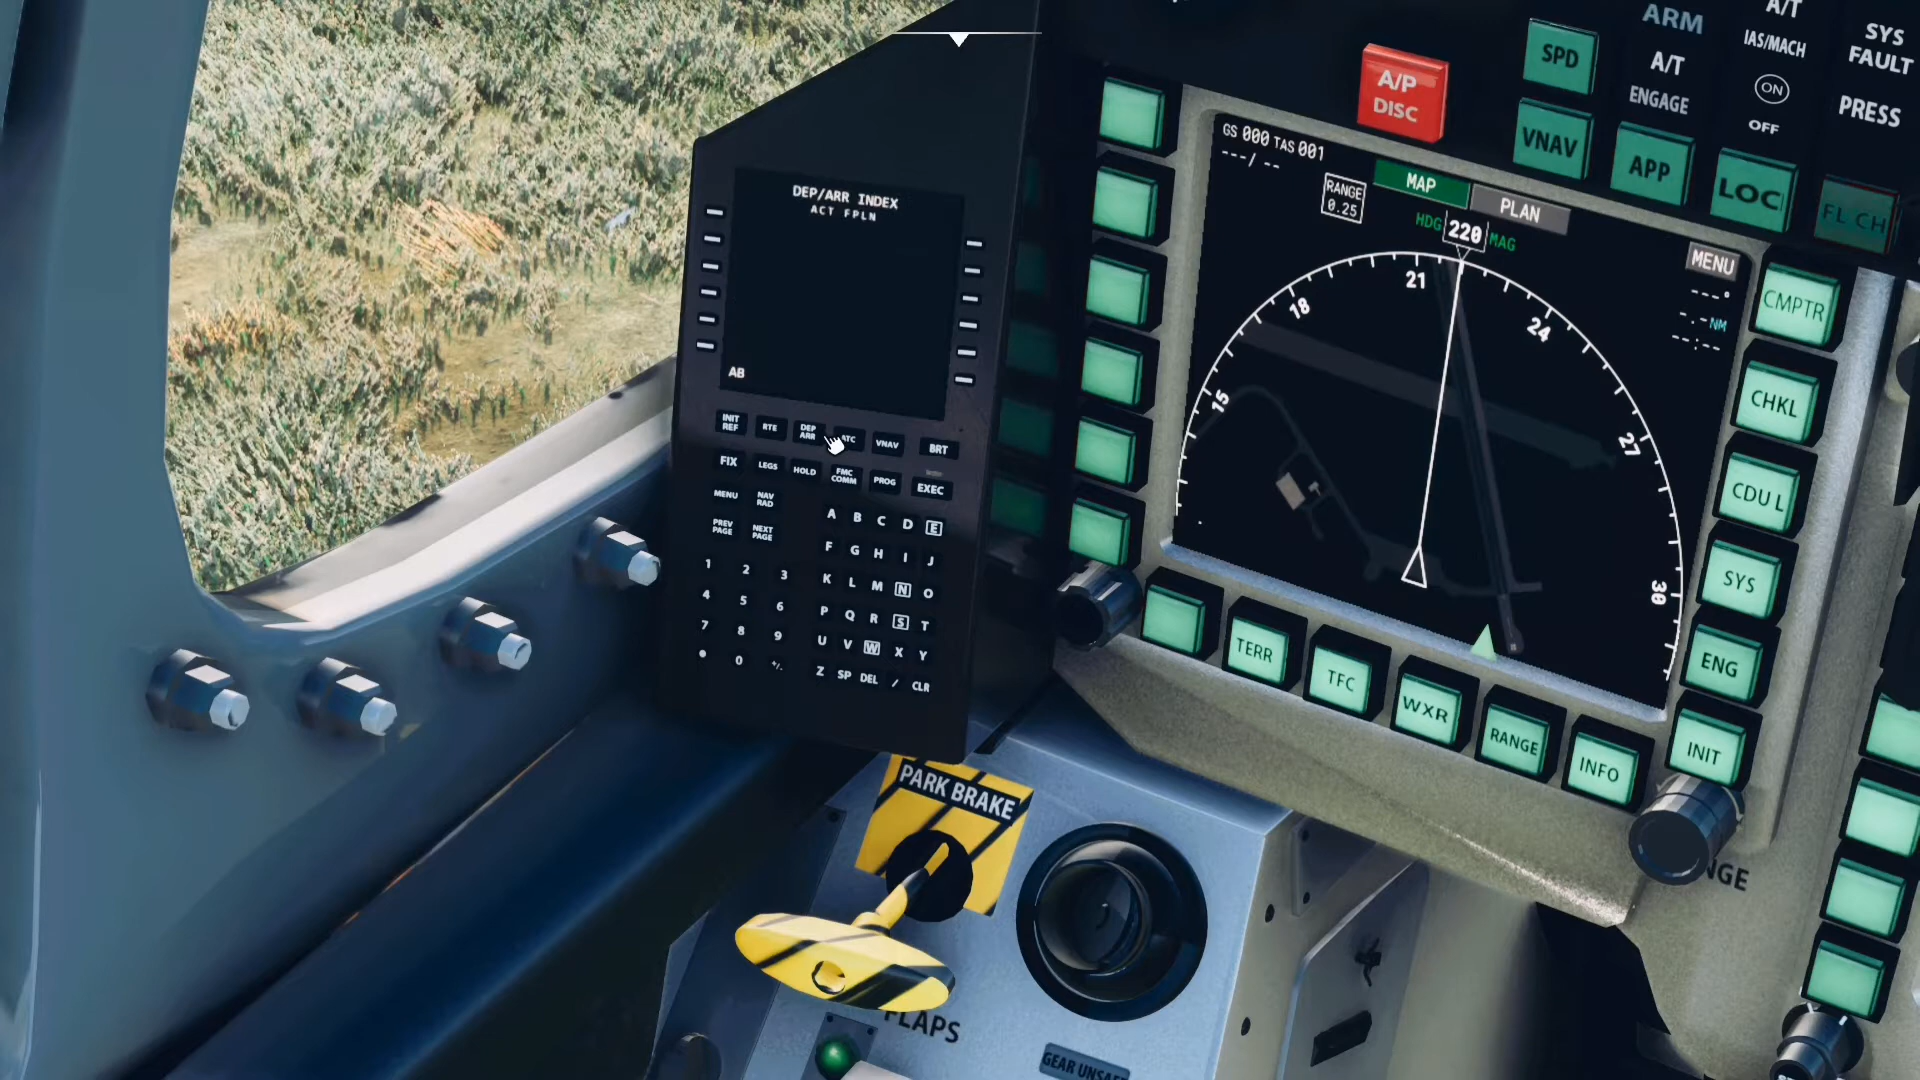 DEP/ARR INDEX
ACT FPLN
AB
INIT REF
RTE
DEP ARR
ATC
VNAV
BRT
FIX
LEGS
HOLD
FMC COMM
PROG
EXEC
MENU
NAV RAD
PREV PAGE
NEXT PAGE
A B C D E
F G H I J
K L M N O
P Q R S T
U V W X Y
Z SP DEL / CLR
1 2 3
4 5 6
7 8 9
. 0 +/-
GS 000 TAS 001
---/ --
RANGE
0.25
MAP
PLAN
HDG 220 MAG
MENU
---°
-.-NM
--:--
15
18
21
24
27
30
A/P
DISC
SPD
VNAV
ARM
A/T
ENGAGE
APP
A/T
IAS/MACH
ON
OFF
LOC
SYS
FAULT
PRESS
FL CH
CMPTR
CHKL
CDU L
SYS
ENG
INIT
TERR
TFC
WXR
RANGE
INFO
NGE
PARK BRAKE
FLAPS
GEAR UNSAF